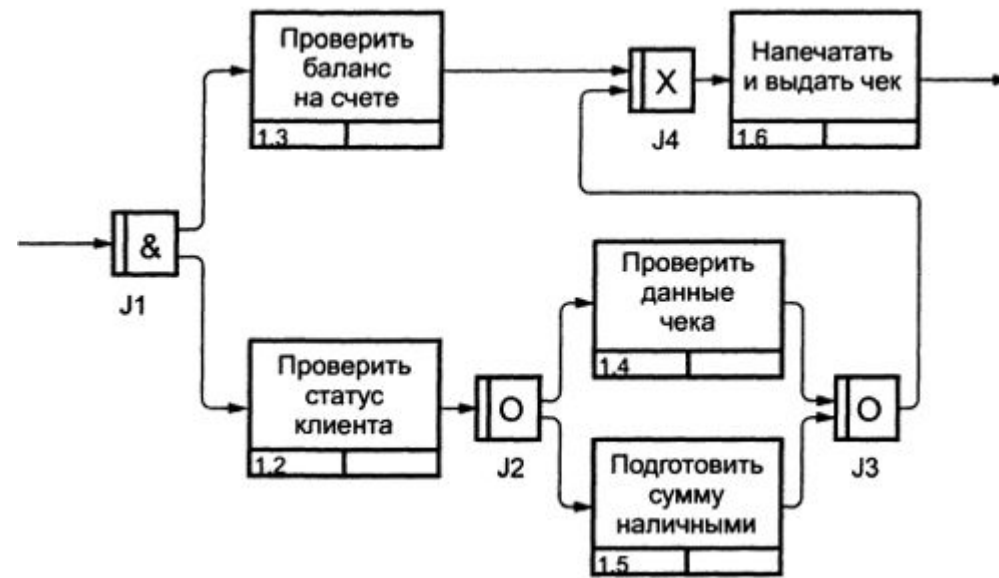 Проверить
баланс
на счете
1.3
X
J4
Напечатать
и выдать чек
1.6
&
J1
Проверить
статус
клиента
1.2
O
J2
Проверить
данные
чека
1.4
Подготовить
сумму
наличными
1.5
O
J3